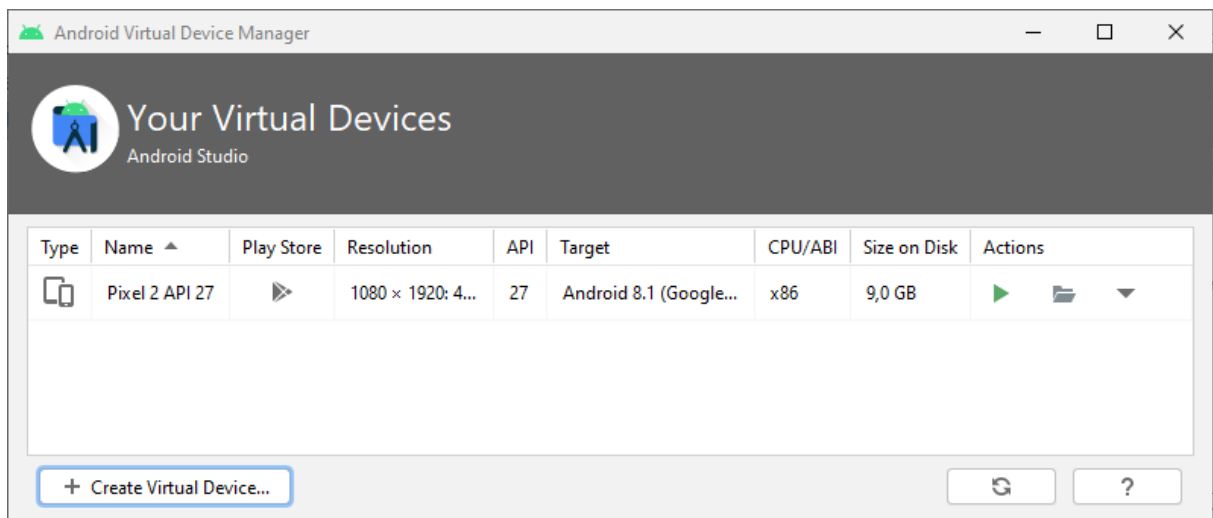 Android Virtual Device Manager
Your Virtual Devices
Android Studio
Type Name Play Store Resolution API Target CPU/ABI Size on Disk Actions
Pixel 2 API 27 1080 × 1920: 4... 27 Android 8.1 (Google... x86 9,0 GB
+ Create Virtual Device... ?